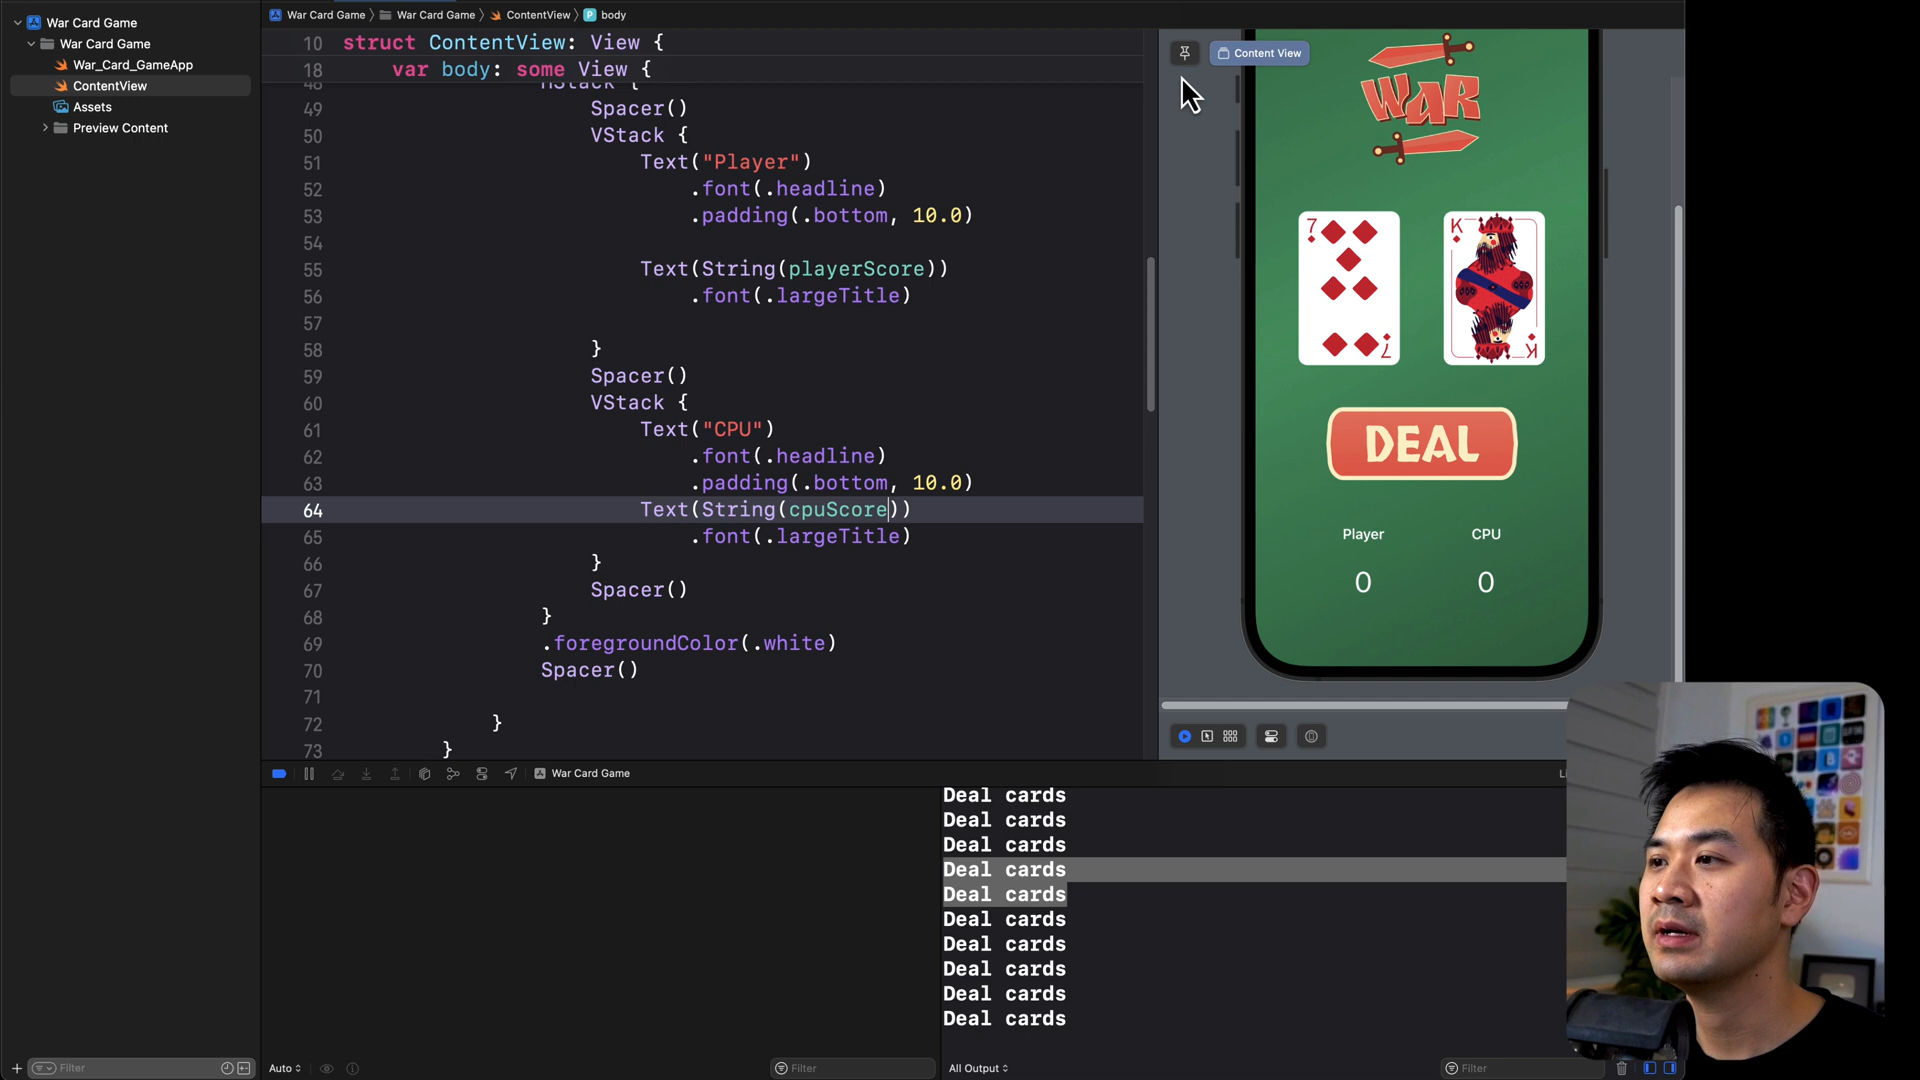 War Card Game
War Card Game
War_Card_GameApp
ContentView
Assets
Preview Content
Filter
War Card Game
War Card Game
ContentView
P body
10 struct ContentView: View {
18 var body: some View {
49 Spacer()
50 VStack {
51 Text("Player")
52 .font(.headline)
53 .padding(.bottom, 10.0)
54
55 Text(String(playerScore))
56 .font(.largeTitle)
57
58 }
59 Spacer()
60 VStack {
61 Text("CPU")
62 .font(.headline)
63 .padding(.bottom, 10.0)
64 Text(String(cpuScore))
65 .font(.largeTitle)
66 }
67 Spacer()
68 }
69 .foregroundColor(.white)
70 Spacer()
71
72 }
73 }
Content View
WAR
7
7
K
K
DEAL
Player
CPU
0
0
War Card Game
Deal cards
Deal cards
Deal cards
Deal cards
Deal cards
Deal cards
Deal cards
Deal cards
Deal cards
Deal cards
Auto
Filter
All Output
Filter